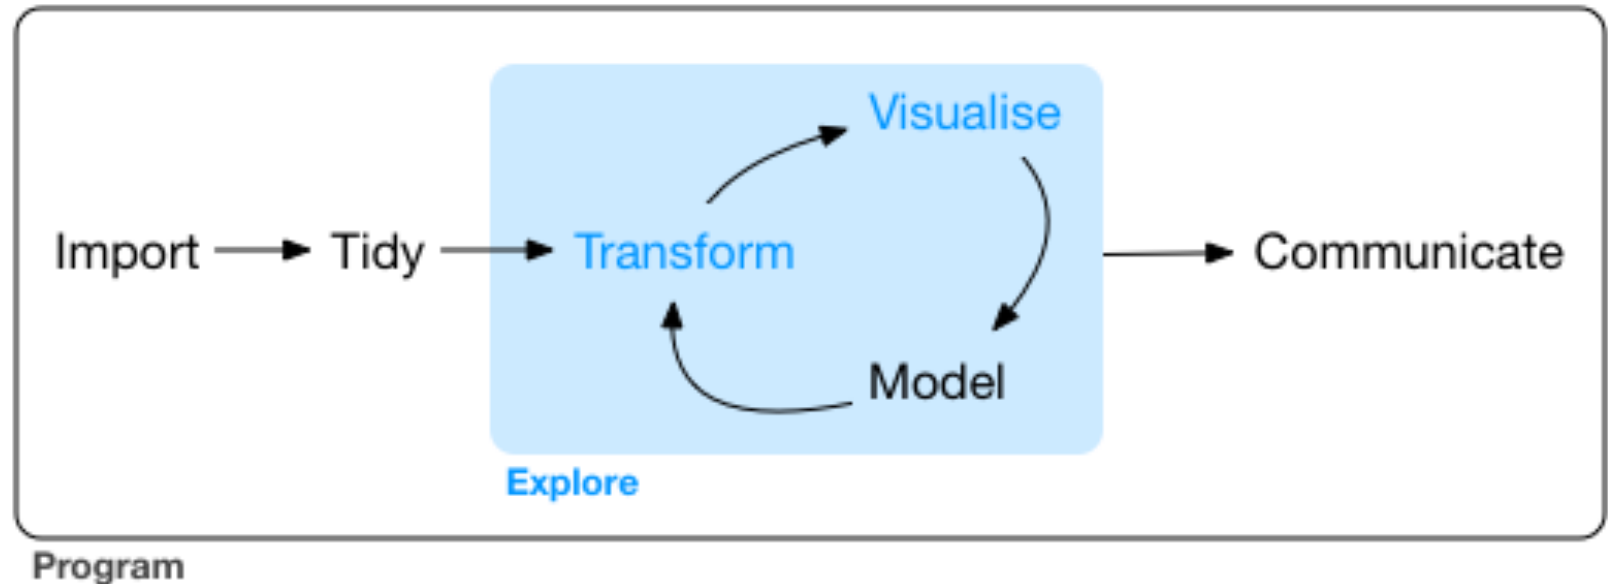 Visualise
Import
Tidy
Transform
Communicate
Model
Explore
Program